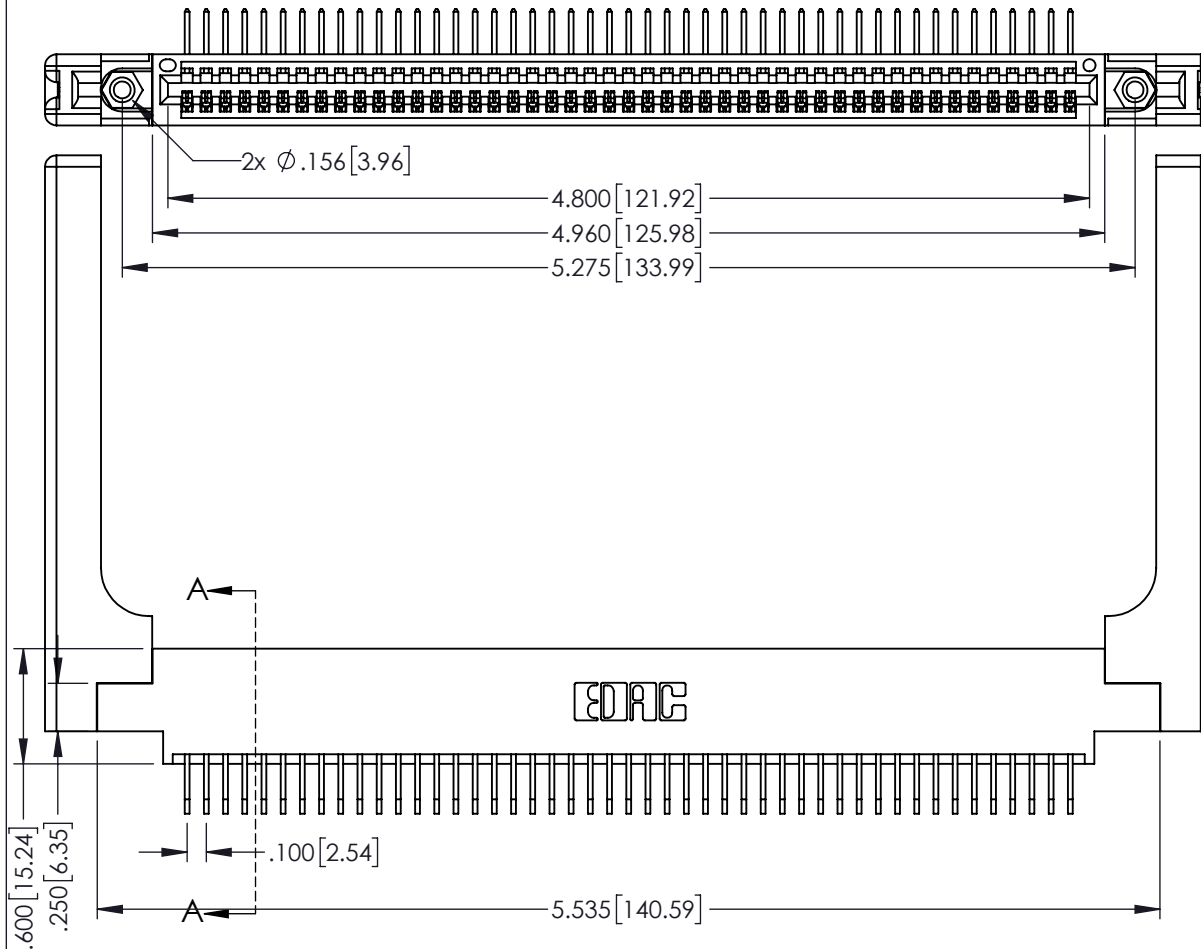 2x ∅ .156[3.96]
4.800[121.92]
4.960[125.98]
5.275[133.99]
A
EDAC
.600[15.24]
.250[6.35]
.100[2.54]
A
5.535[140.59]